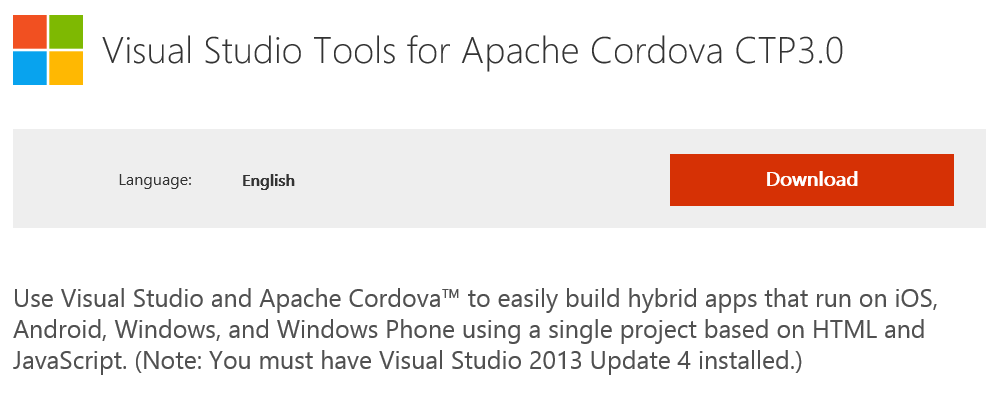 Visual Studio Tools for Apache Cordova CTP3.0
Language: English Download
Use Visual Studio and Apache Cordova™ to easily build hybrid apps that run on iOS,
Android, Windows, and Windows Phone using a single project based on HTML and
JavaScript. (Note: You must have Visual Studio 2013 Update 4 installed.)